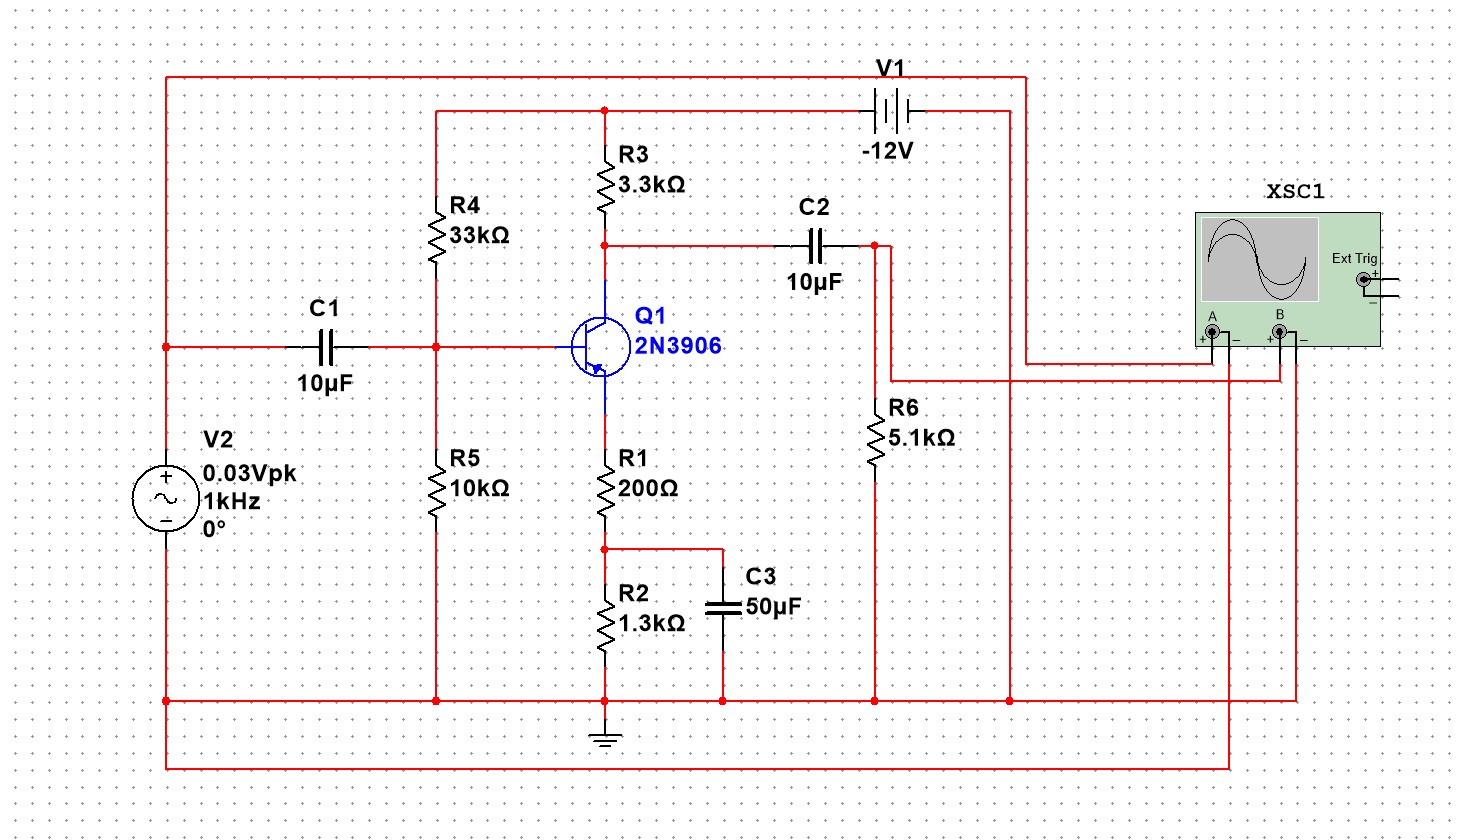 V1
-12V
R3
3.3kΩ
XSC1
R4
33kΩ
C2
10µF
Ext Trig
+
−
A
B
+
−
+
−
C1
10µF
Q1
2N3906
R6
5.1kΩ
V2
0.03Vpk
1kHz
0°
+
−
R5
10kΩ
R1
200Ω
R2
1.3kΩ
C3
50µF